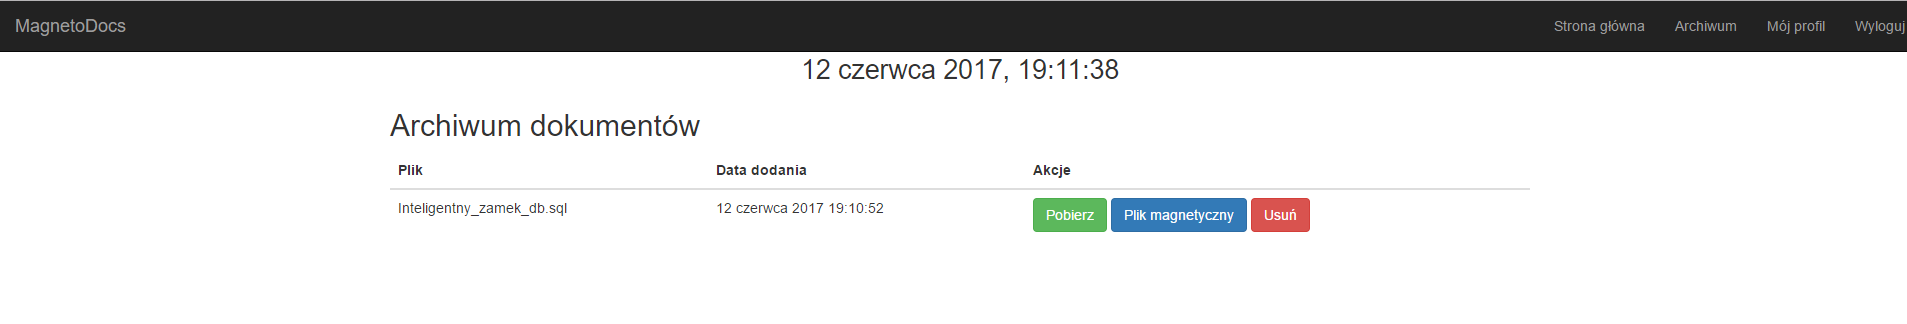 MagnetoDocs Strona główna Archiwum Mój profil Wyloguj
12 czerwca 2017, 19:11:38
Archiwum dokumentów
Plik Data dodania Akcje
Inteligentny_zamek_db.sql 12 czerwca 2017 19:10:52 Pobierz Plik magnetyczny Usuń